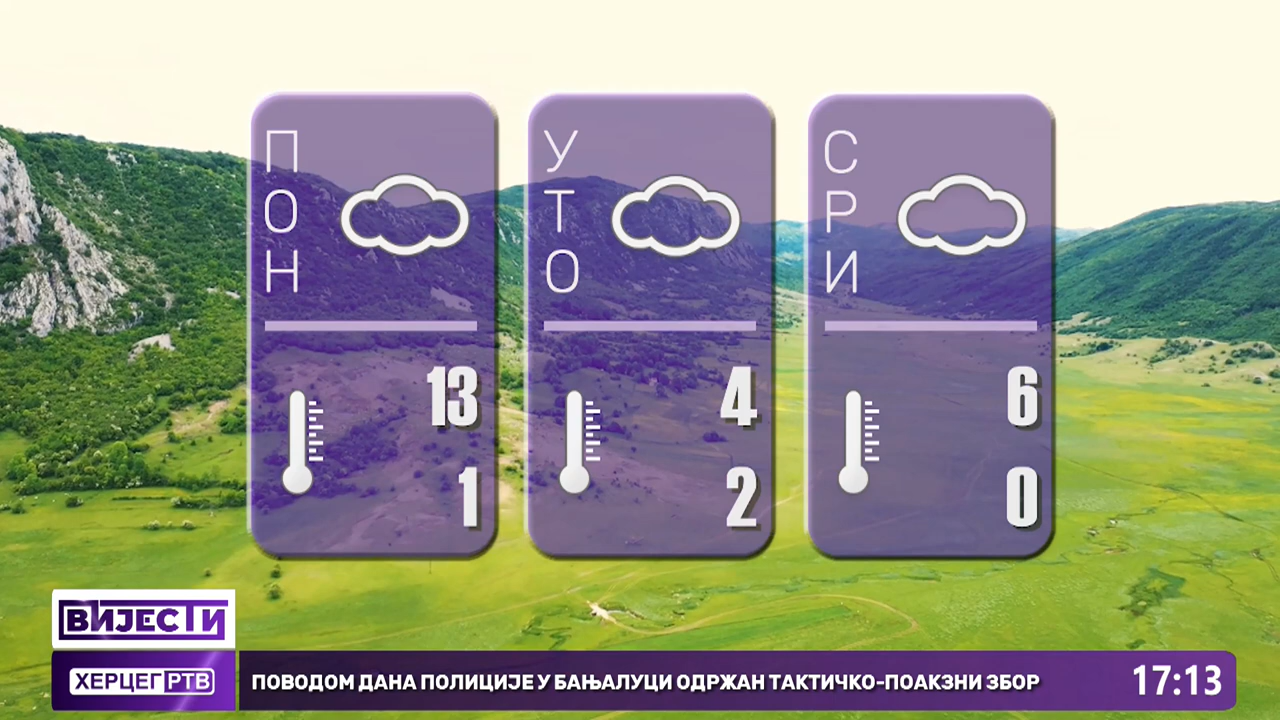 ПОН
УТО
СРИ
13
1
4
2
6
0
ВИЈЕСТИ
ХЕРЦЕГ РТВ
ПОВОДОМ ДАНА ПОЛИЦИЈЕ У БАЊАЛУЦИ ОДРЖАН ТАКТИЧКО-ПОАКЗНИ ЗБОР
17:13